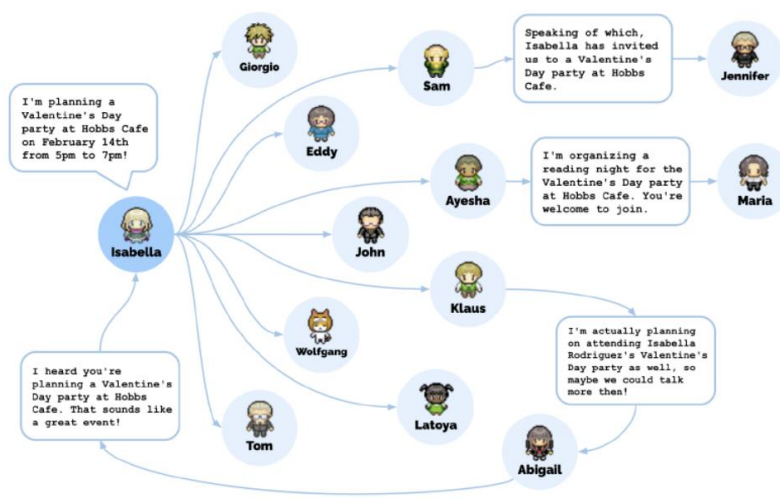 Giorgio
Sam
Speaking of which,
Isabella has invited
us to a Valentine's
Day party at Hobbs
Cafe.
Jennifer
I'm planning a
Valentine's Day
party at Hobbs Cafe
on February 14th
from 5pm to 7pm!
Eddy
Ayesha
I'm organizing a
reading night for the
Valentine's Day party
at Hobbs Cafe. You're
welcome to join.
Maria
Isabella
John
Klaus
Wolfgang
I'm actually planning
on attending Isabella
Rodriguez's Valentine's
Day party as well, so
maybe we could talk
more then!
I heard you're
planning a Valentine's
Day party at Hobbs
Cafe. That sounds like
a great event!
Tom
Latoya
Abigail